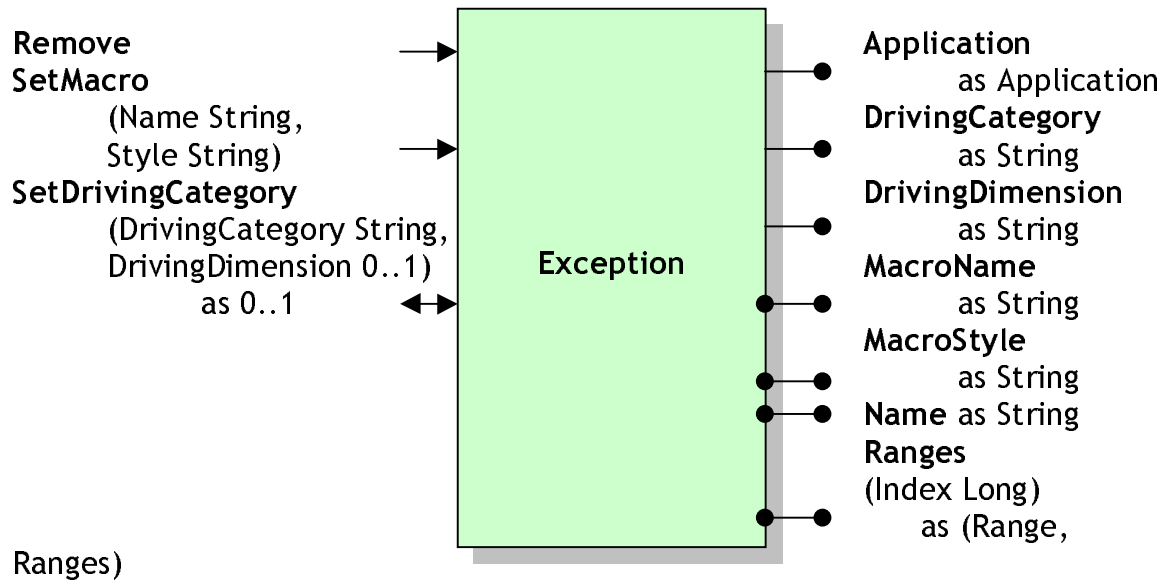 Remove
SetMacro
(Name String,
Style String)
SetDrivingCategory
(DrivingCategory String,
DrivingDimension 0..1)
as 0..1
Exception
Application
as Application
DrivingCategory
as String
DrivingDimension
as String
MacroName
as String
MacroStyle
as String
Name as String
Ranges
(Index Long)
as (Range,
Ranges)